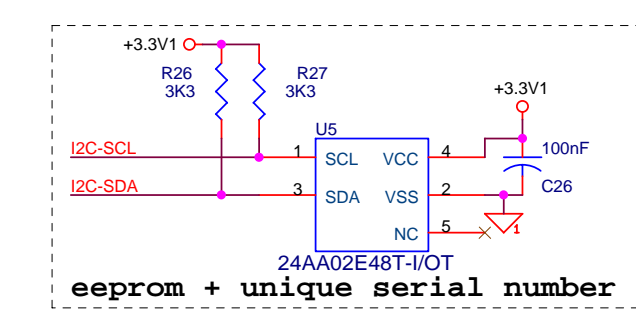 +3.3V1
R26
3K3
R27
3K3
+3.3V1
U5
I2C-SCL
1
SCL
VCC
4
100nF
I2C-SDA
3
SDA
VSS
2
C26
NC
5
1
24AA02E48T-I/OT
eeprom + unique serial number